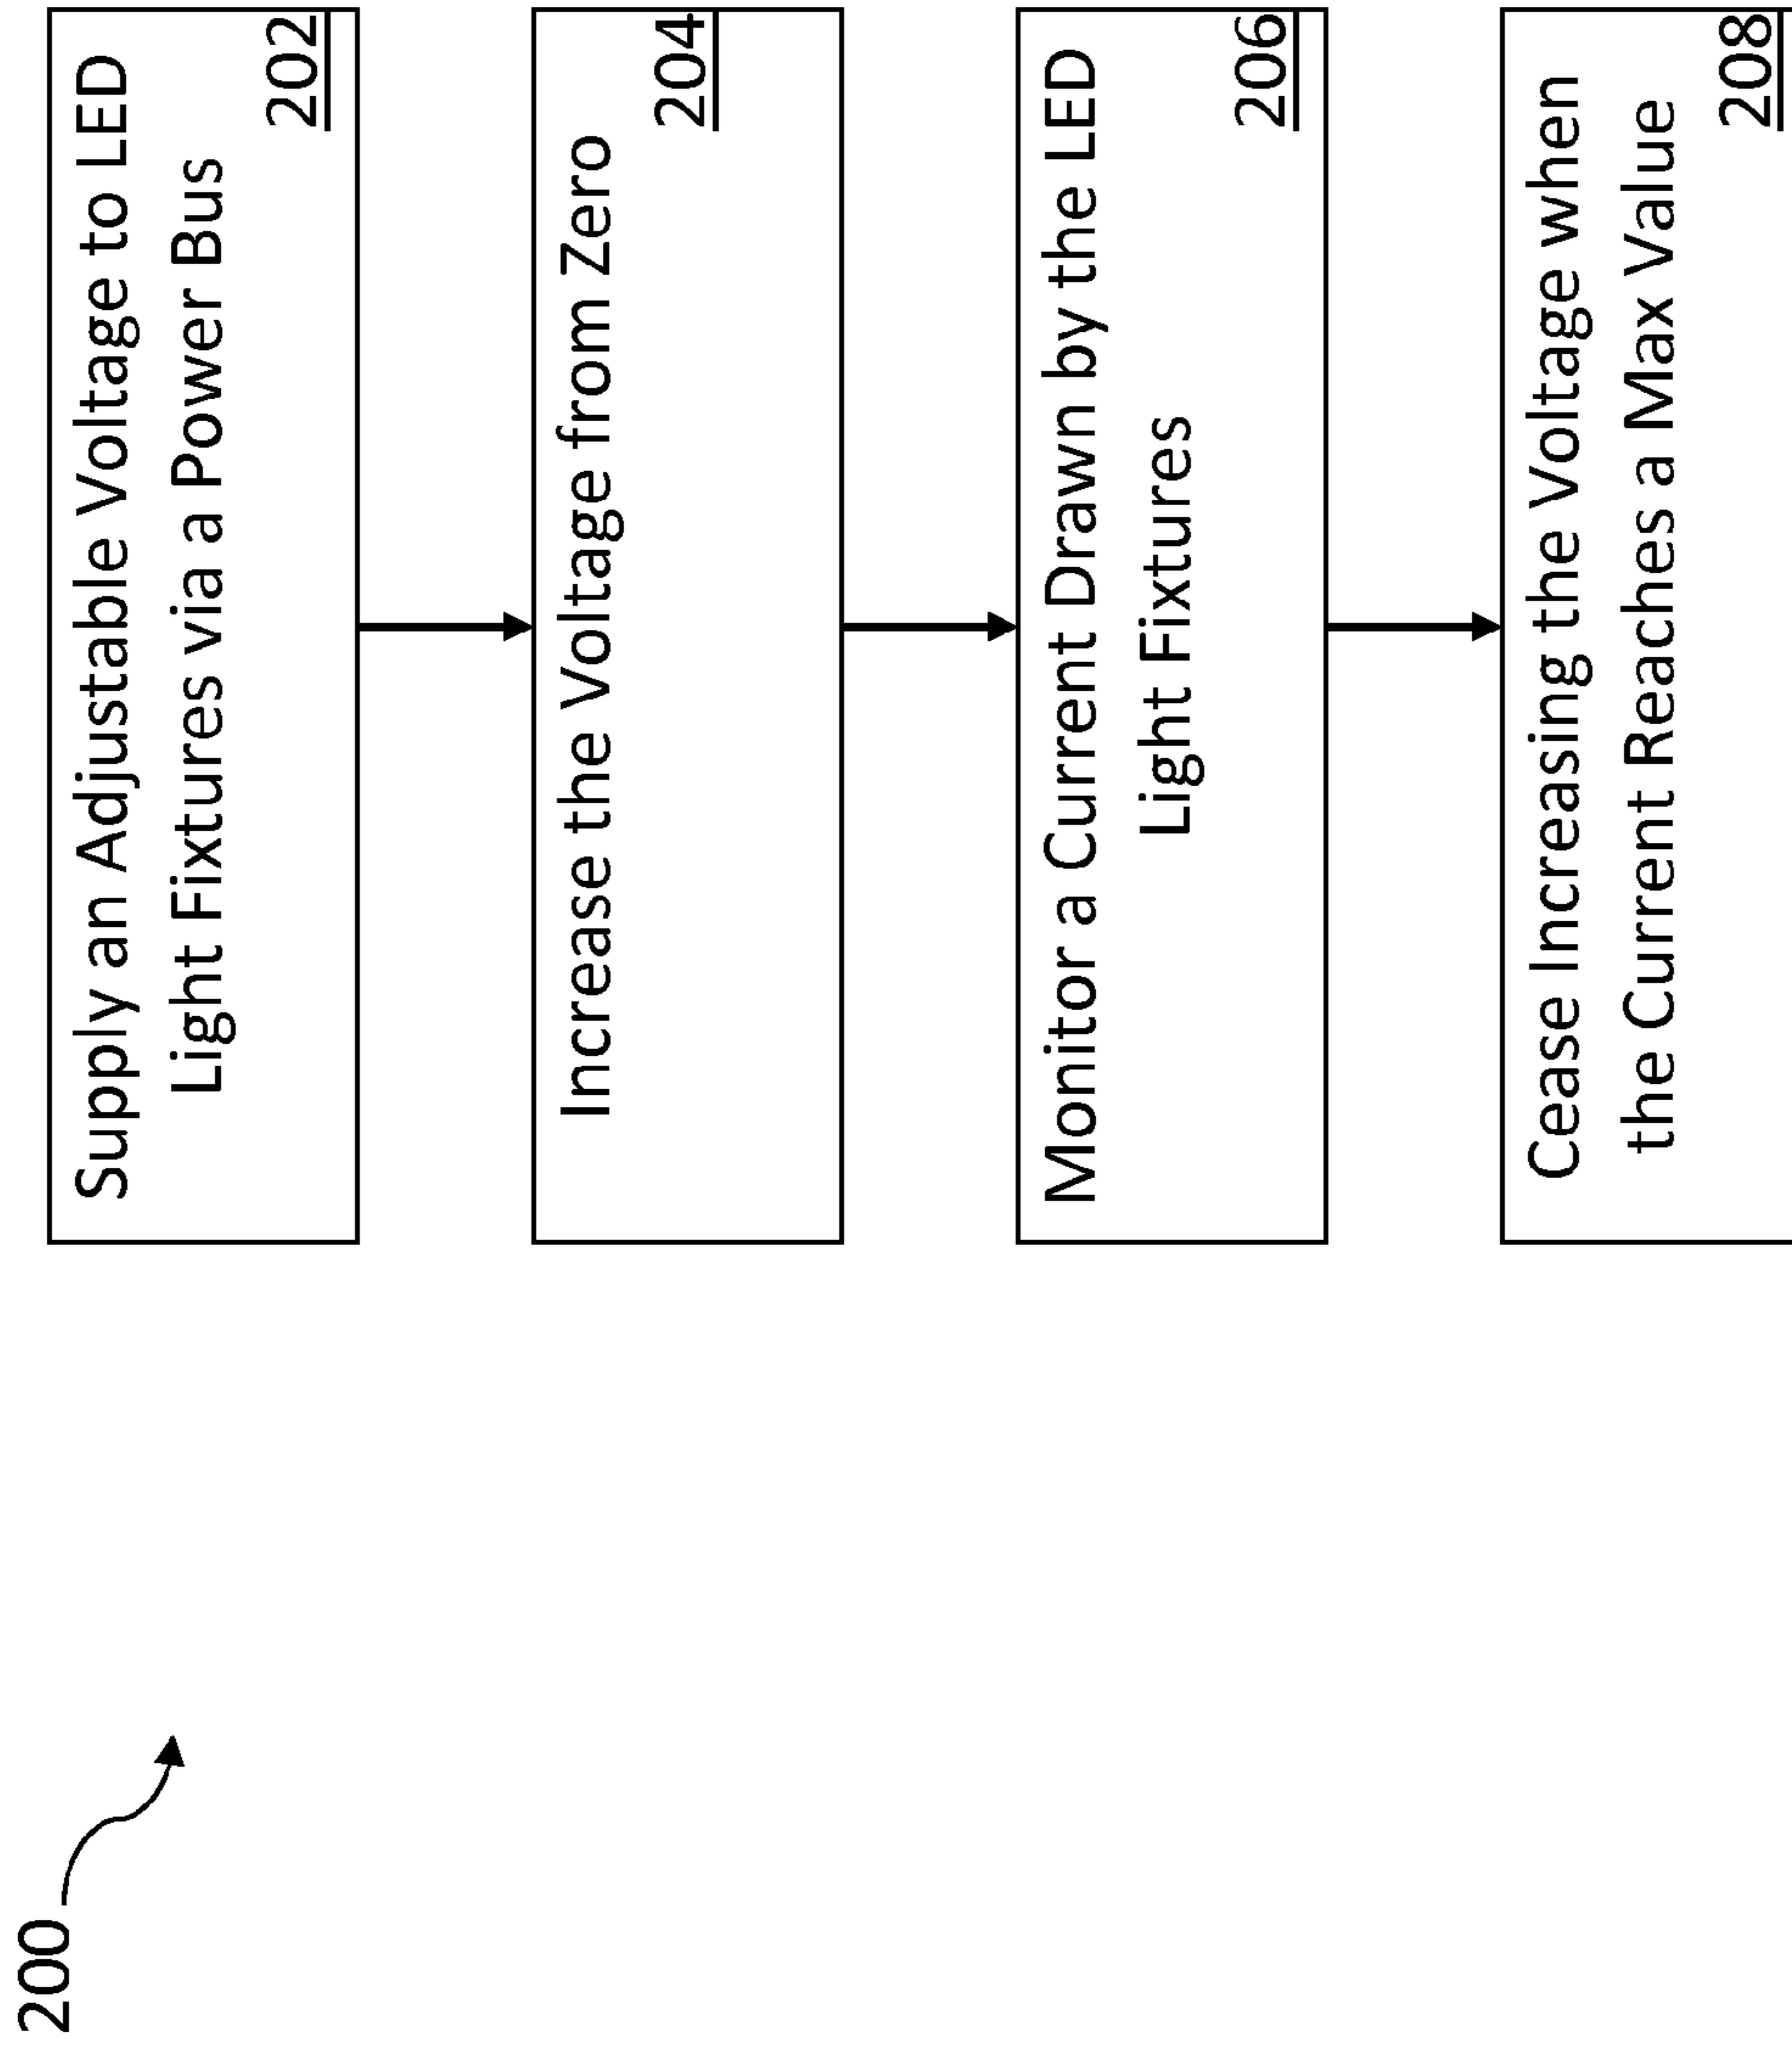 200
Supply an Adjustable Voltage to LED
Light Fixtures via a Power Bus
202
Increase the Voltage from Zero
204
Monitor a Current Drawn by the LED
Light Fixtures
206
Cease Increasing the Voltage when
the Current Reaches a Max Value
208